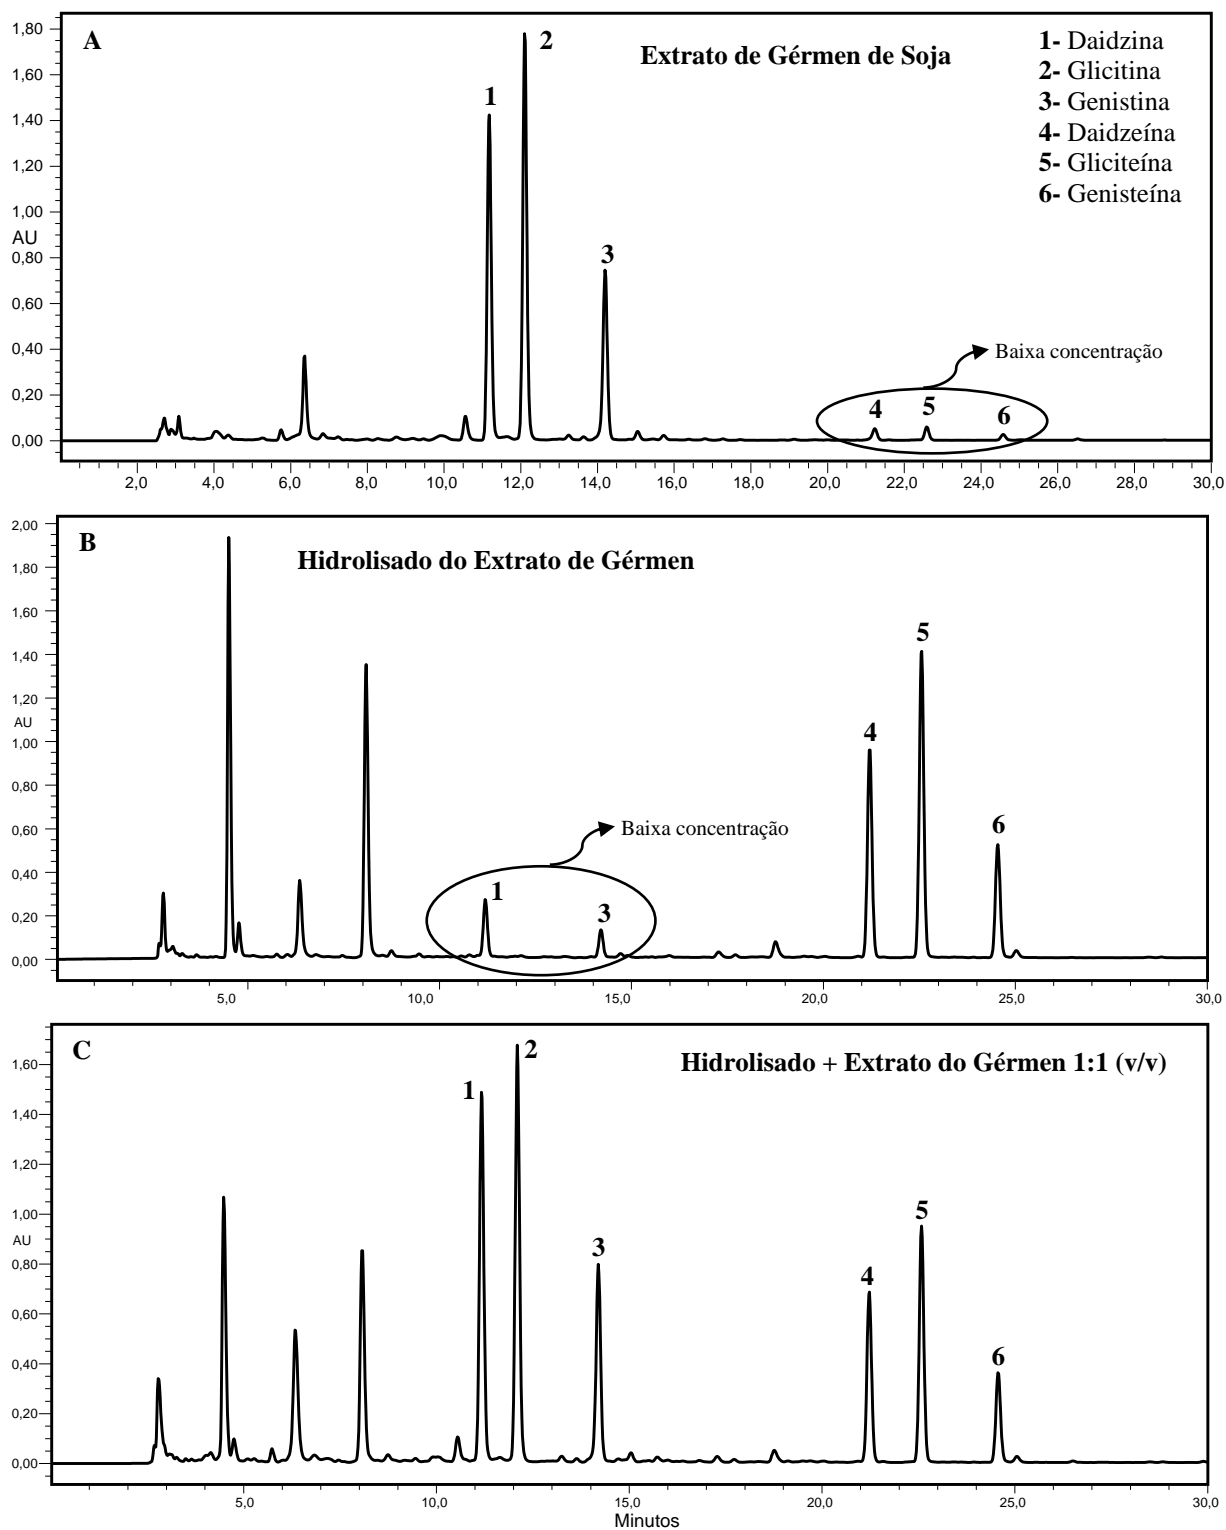 A
Extrato de Gérmen de Soja
1- Daidzina
2- Glicitina
3- Genistina
4- Daidzeína
5- Gliciteína
6- Genisteína
1,80
1,60
1,40
1,20
1,00
AU
0,80
0,60
0,40
0,20
0,00
1
2
3
Baixa concentração
4
5
6
2,0 4,0 6,0 8,0 10,0 12,0 14,0 16,0 18,0 20,0 22,0 24,0 26,0 28,0 30,0
B
Hidrolisado do Extrato de Gérmen
2,00
1,80
1,60
1,40
1,20
AU
1,00
0,80
0,60
0,40
0,20
0,00
Baixa concentração
1
3
4
5
6
5,0 10,0 15,0 20,0 25,0 30,0
C
Hidrolisado + Extrato do Gérmen 1:1 (v/v)
1,60
1,40
1,20
1,00
AU
0,80
0,60
0,40
0,20
0,00
1
2
3
4
5
6
5,0 10,0 15,0 20,0 25,0 30,0
Minutos